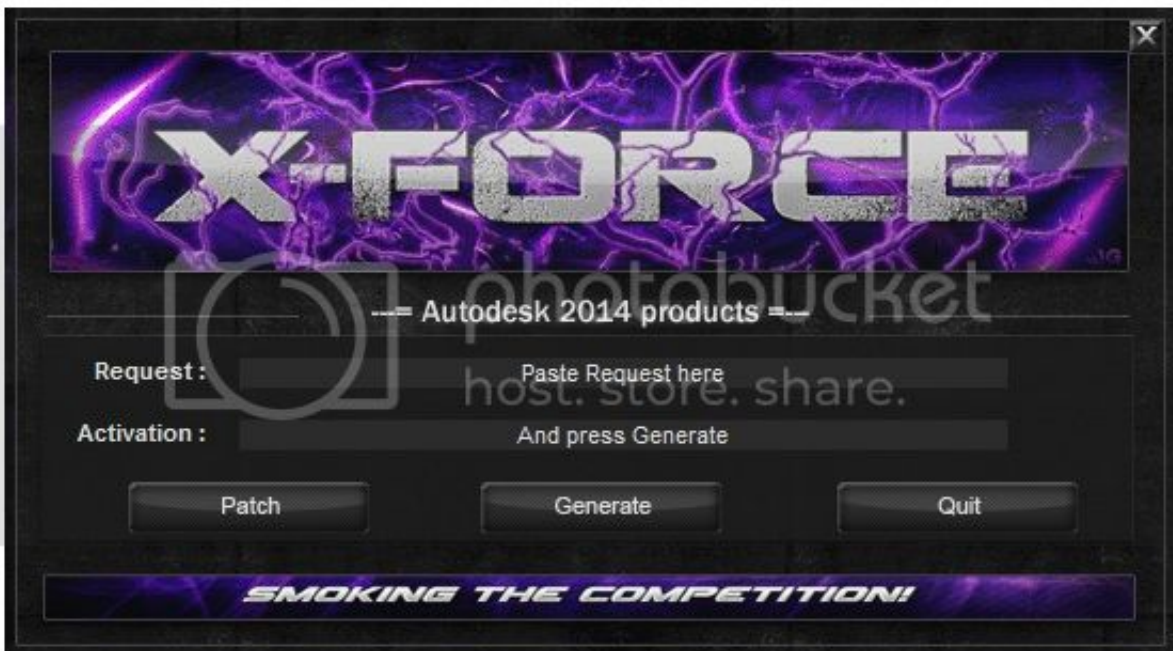 X
X-FORCE
photobucket
---= Autodesk 2014 products =---
Request :
Paste Request here
host. store. share.
Activation :
And press Generate
Patch
Generate
Quit
SMOKING THE COMPETITION!